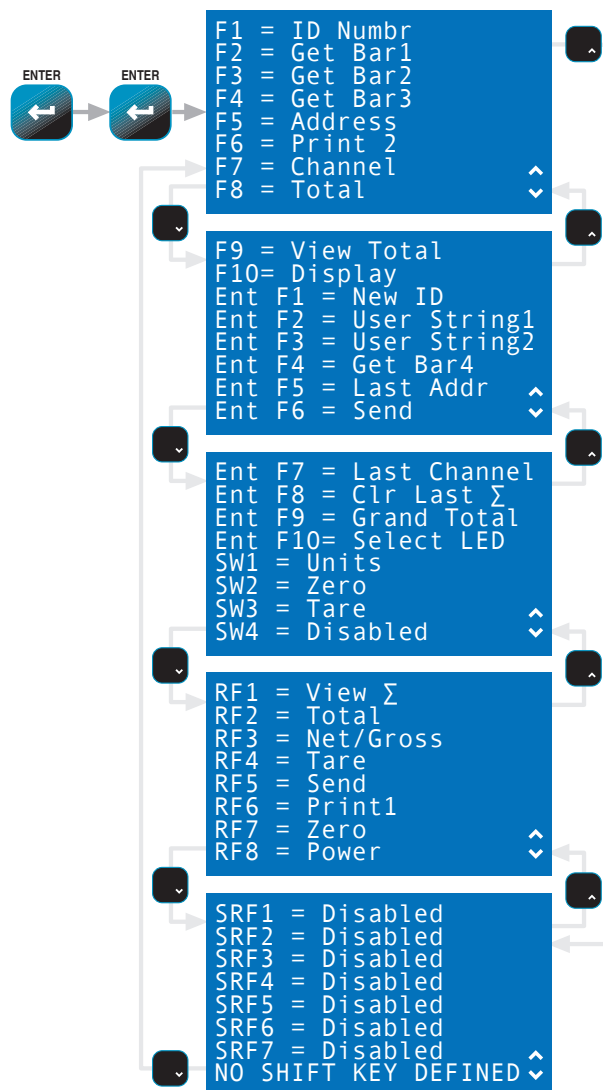 ENTER
ENTER
F1 = ID Numbr
F2 = Get Bar1
F3 = Get Bar2
F4 = Get Bar3
F5 = Address
F6 = Print 2
F7 = Channel
F8 = Total
F9 = View Total
F10= Display
Ent F1 = New ID
Ent F2 = User String1
Ent F3 = User String2
Ent F4 = Get Bar4
Ent F5 = Last Addr
Ent F6 = Send
Ent F7 = Last Channel
Ent F8 = Clr Last ∑
Ent F9 = Grand Total
Ent F10= Select LED
SW1 = Units
SW2 = Zero
SW3 = Tare
SW4 = Disabled
RF1 = View ∑
RF2 = Total
RF3 = Net/Gross
RF4 = Tare
RF5 = Send
RF6 = Print1
RF7 = Zero
RF8 = Power
SRF1 = Disabled
SRF2 = Disabled
SRF3 = Disabled
SRF4 = Disabled
SRF5 = Disabled
SRF6 = Disabled
SRF7 = Disabled
NO SHIFT KEY DEFINED